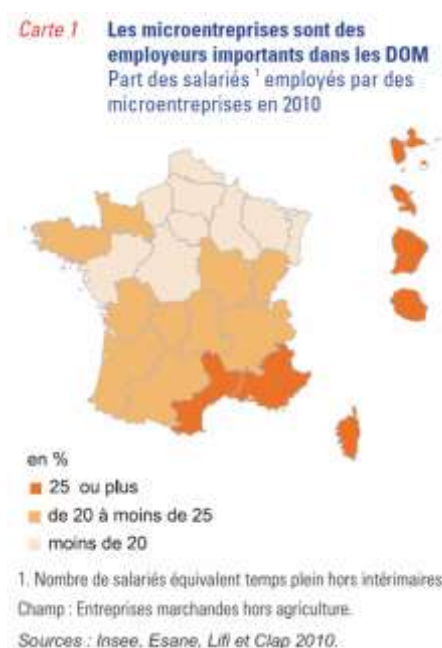 Carte 1 Les microentreprises sont des
employeurs importants dans les DOM
Part des salariés ¹ employés par des
microentreprises en 2010
en %
25 ou plus
de 20 à moins de 25
moins de 20
1. Nombre de salariés équivalent temps plein hors intérimaires
Champ : Entreprises marchandes hors agriculture.
Sources : Insee, Esane, Lifi et Clap 2010.